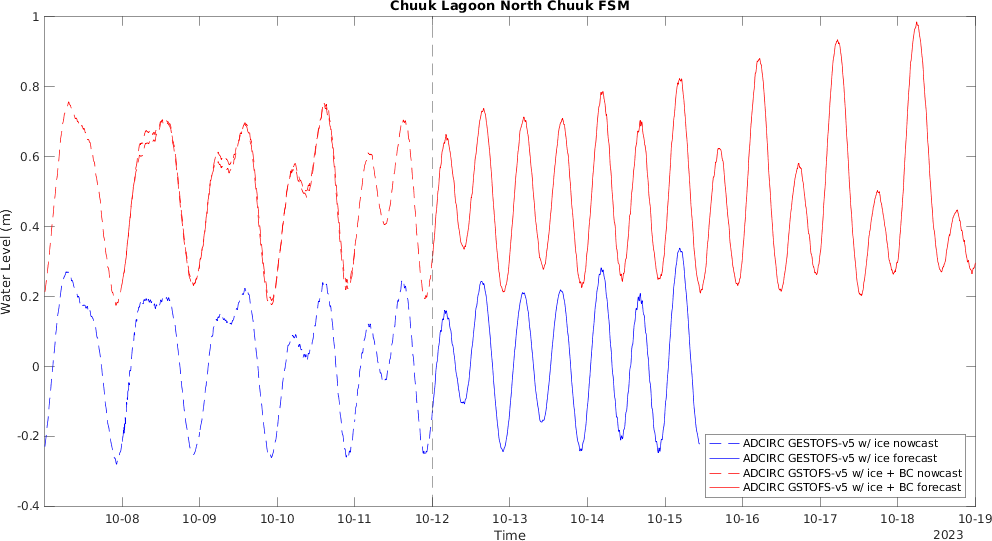 Chuuk Lagoon North Chuuk FSM
1
0.8
0.6
0.4
0.2
0
-0.2
-0.4
Water Level (m)
ADCIRC GESTOFS-v5 w/ ice nowcast
ADCIRC GESTOFS-v5 w/ ice forecast
ADCIRC GSTOFS-v5 w/ ice + BC nowcast
ADCIRC GSTOFS-v5 w/ ice + BC forecast
10-08 10-09 10-10 10-11 10-12 10-13 10-14 10-15 10-16 10-17 10-18 10-19
Time
2023